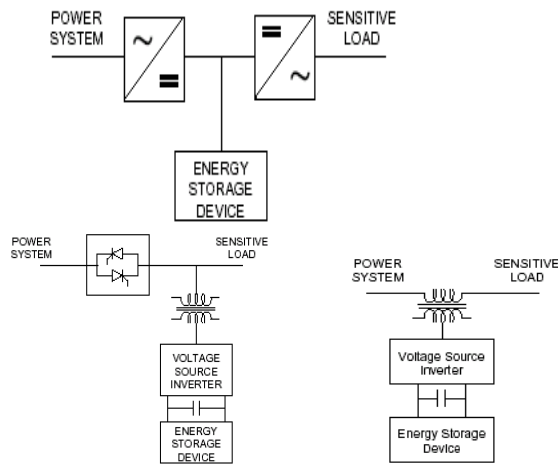 POWER
SYSTEM
SENSITIVE
LOAD
ENERGY
STORAGE
DEVICE
POWER
SYSTEM
SENSITIVE
LOAD
VOLTAGE
SOURCE
INVERTER
ENERGY
STORAGE
DEVICE
POWER
SYSTEM
SENSITIVE
LOAD
Voltage Source
Inverter
Energy Storage
Device